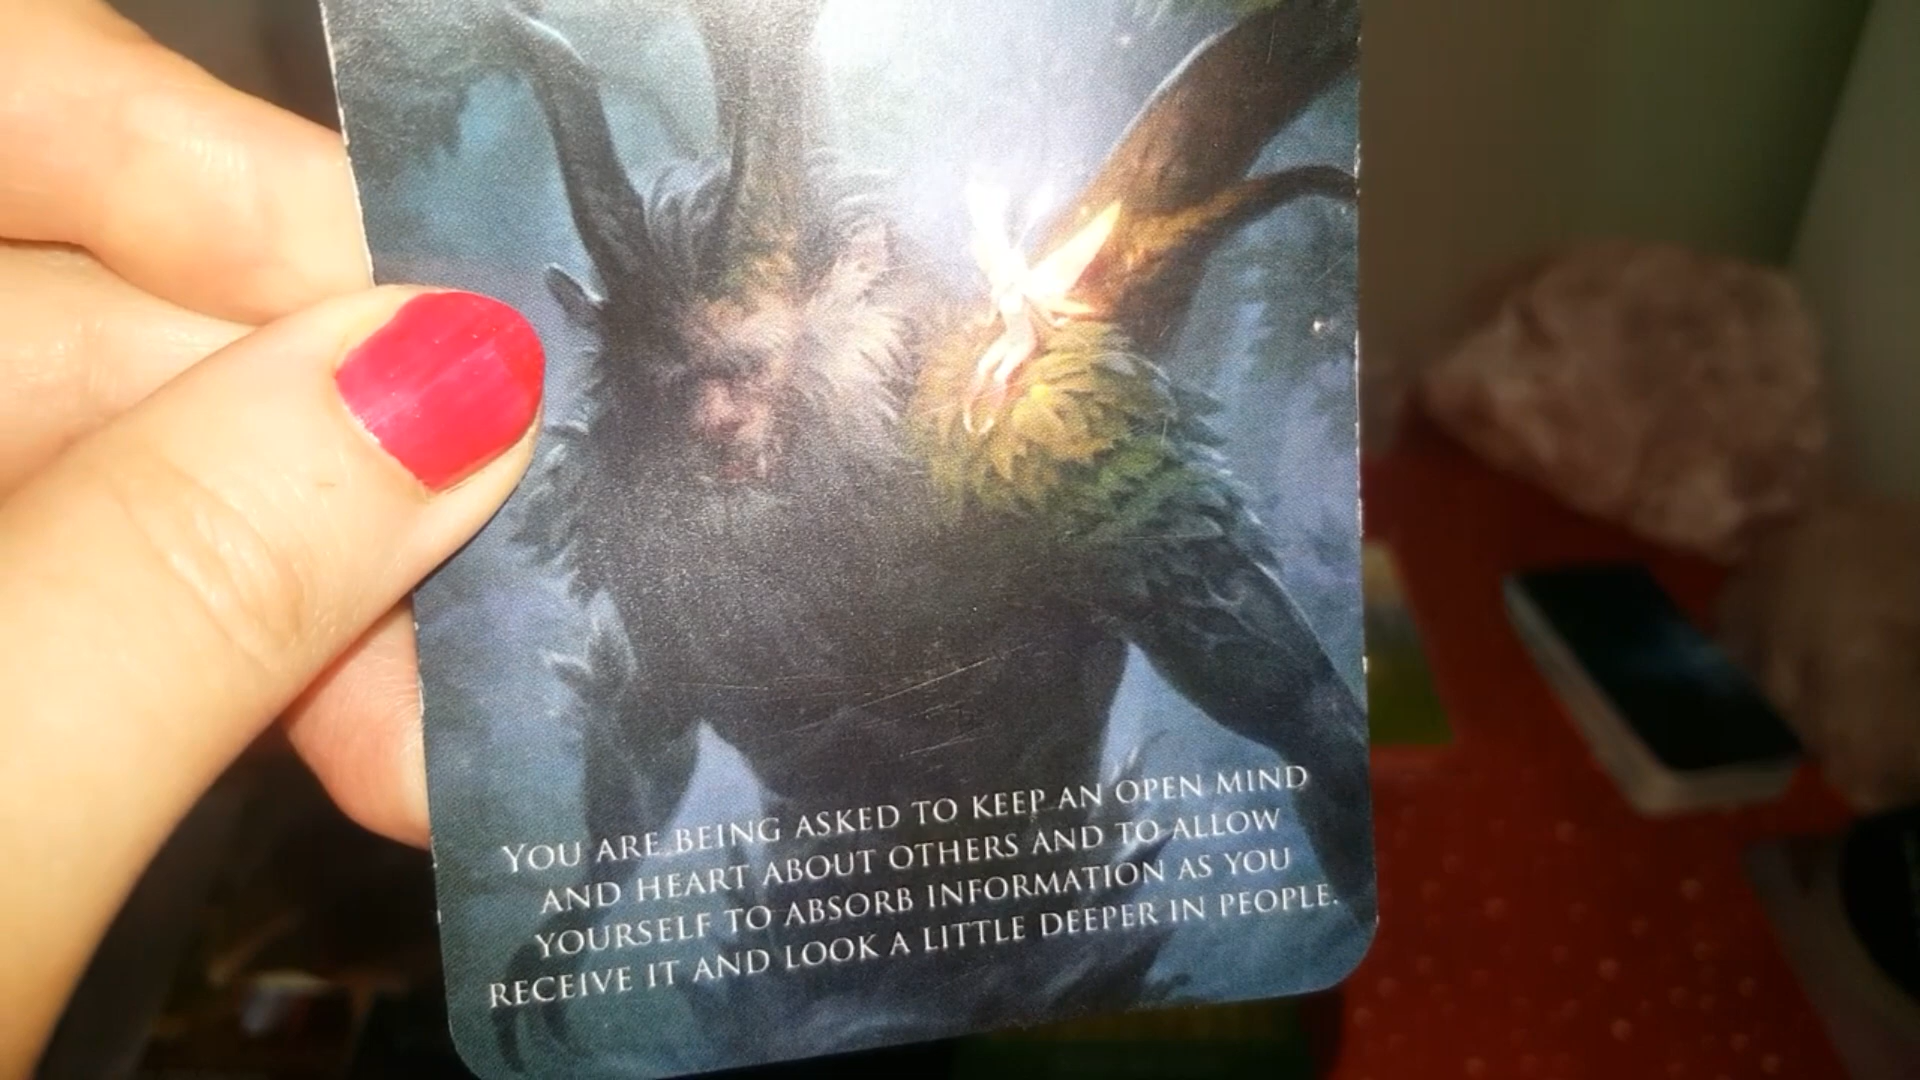 YOU ARE BEING ASKED TO KEEP AN OPEN MIND
AND HEART ABOUT OTHERS AND TO ALLOW
YOURSELF TO ABSORB INFORMATION AS YOU
RECEIVE IT AND LOOK A LITTLE DEEPER IN PEOPLE.